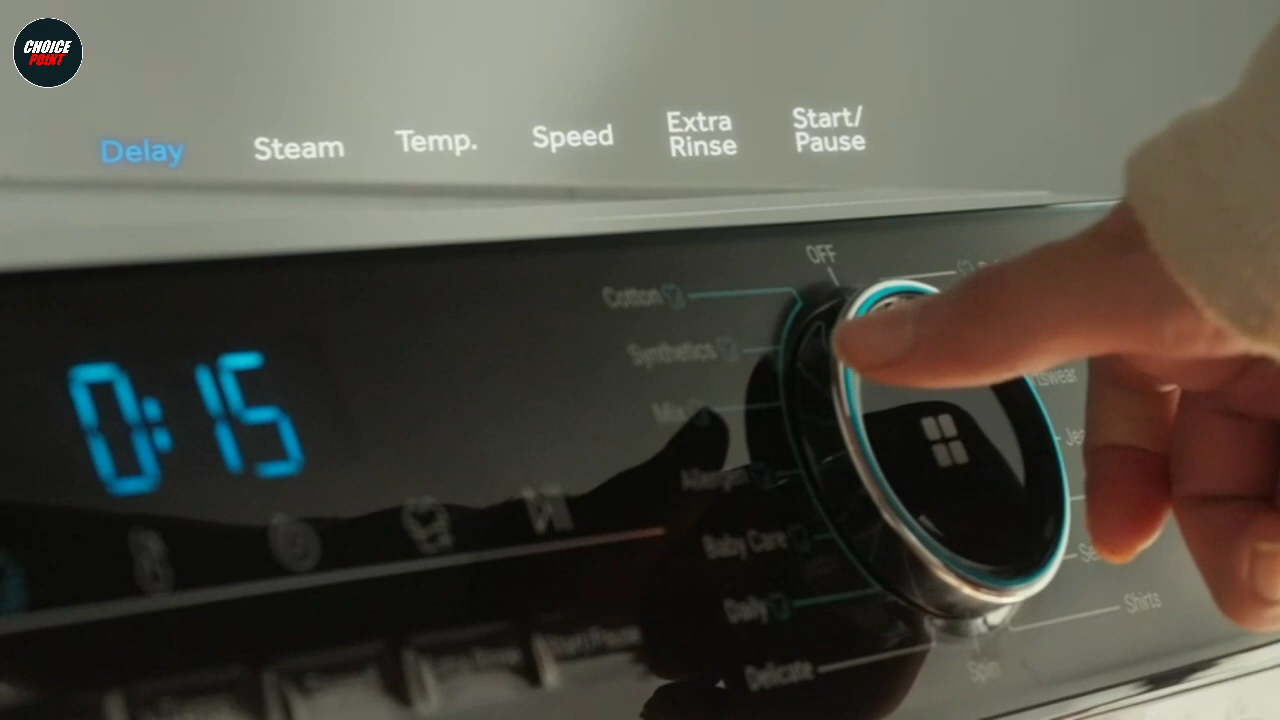 CHOICE
POINT
Delay
Steam
Temp.
Speed
Extra
Rinse
Start/
Pause
OFF
Cotton
Synthetics
Mix
Allergen
Baby Care
Daily
Delicate
Spin
Shirts
0:15